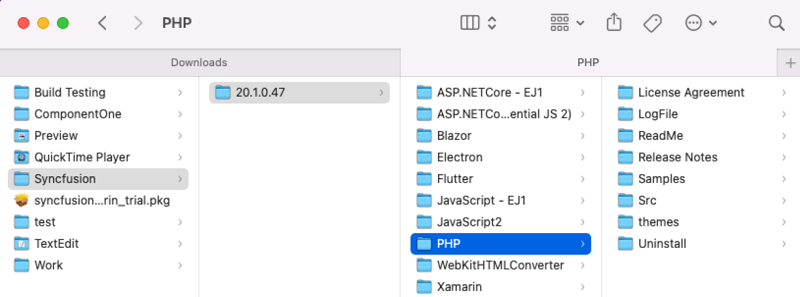 PHP
Downloads
PHP
Build Testing
ComponentOne
Preview
QuickTime Player
Syncfusion
syncfusion...rin_trial.pkg
test
TextEdit
Work
20.1.0.47
ASP.NETCore - EJ1
ASP.NETCo...ential JS 2)
Blazor
Electron
Flutter
JavaScript - EJ1
JavaScript2
PHP
WebKitHTMLConverter
Xamarin
License Agreement
LogFile
ReadMe
Release Notes
Samples
Src
themes
Uninstall